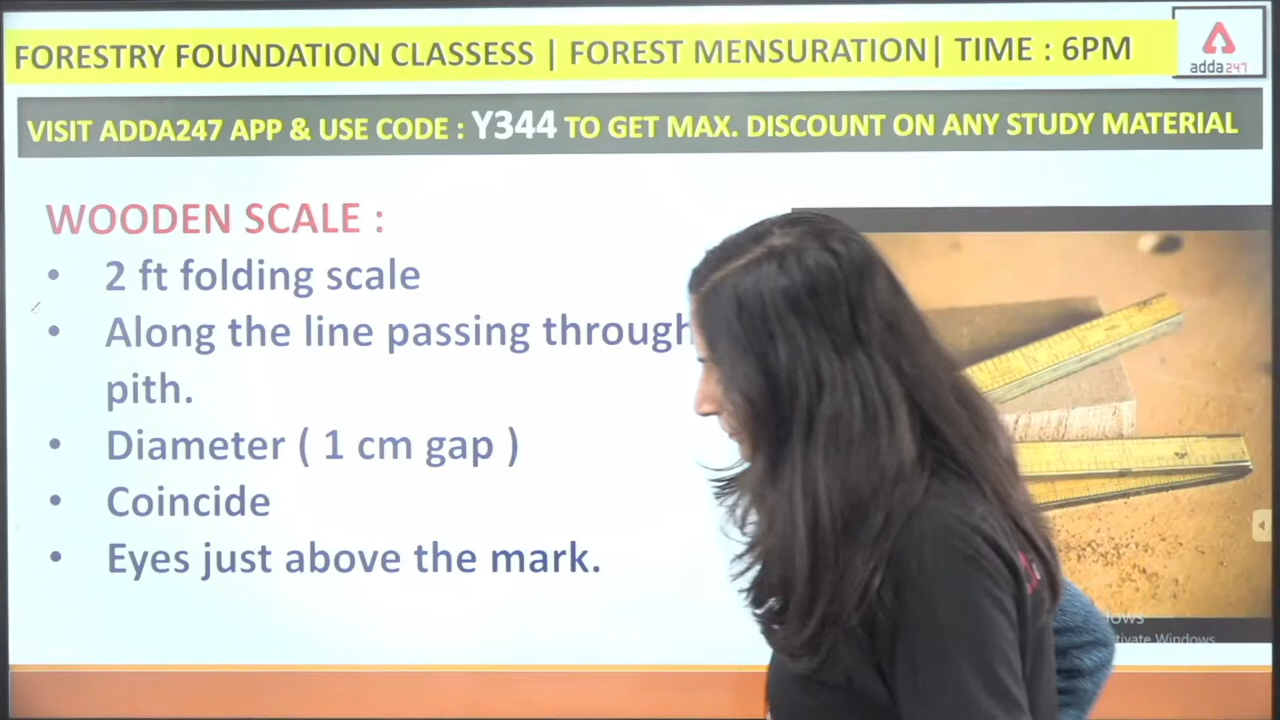 FORESTRY FOUNDATION CLASSESS | FOREST MENSURATION| TIME : 6PM
adda247
VISIT ADDA247 APP & USE CODE : Y344 TO GET MAX. DISCOUNT ON ANY STUDY MATERIAL
WOODEN SCALE :
• 2 ft folding scale
• Along the line passing through
pith.
• Diameter ( 1 cm gap )
• Coincide
• Eyes just above the mark.